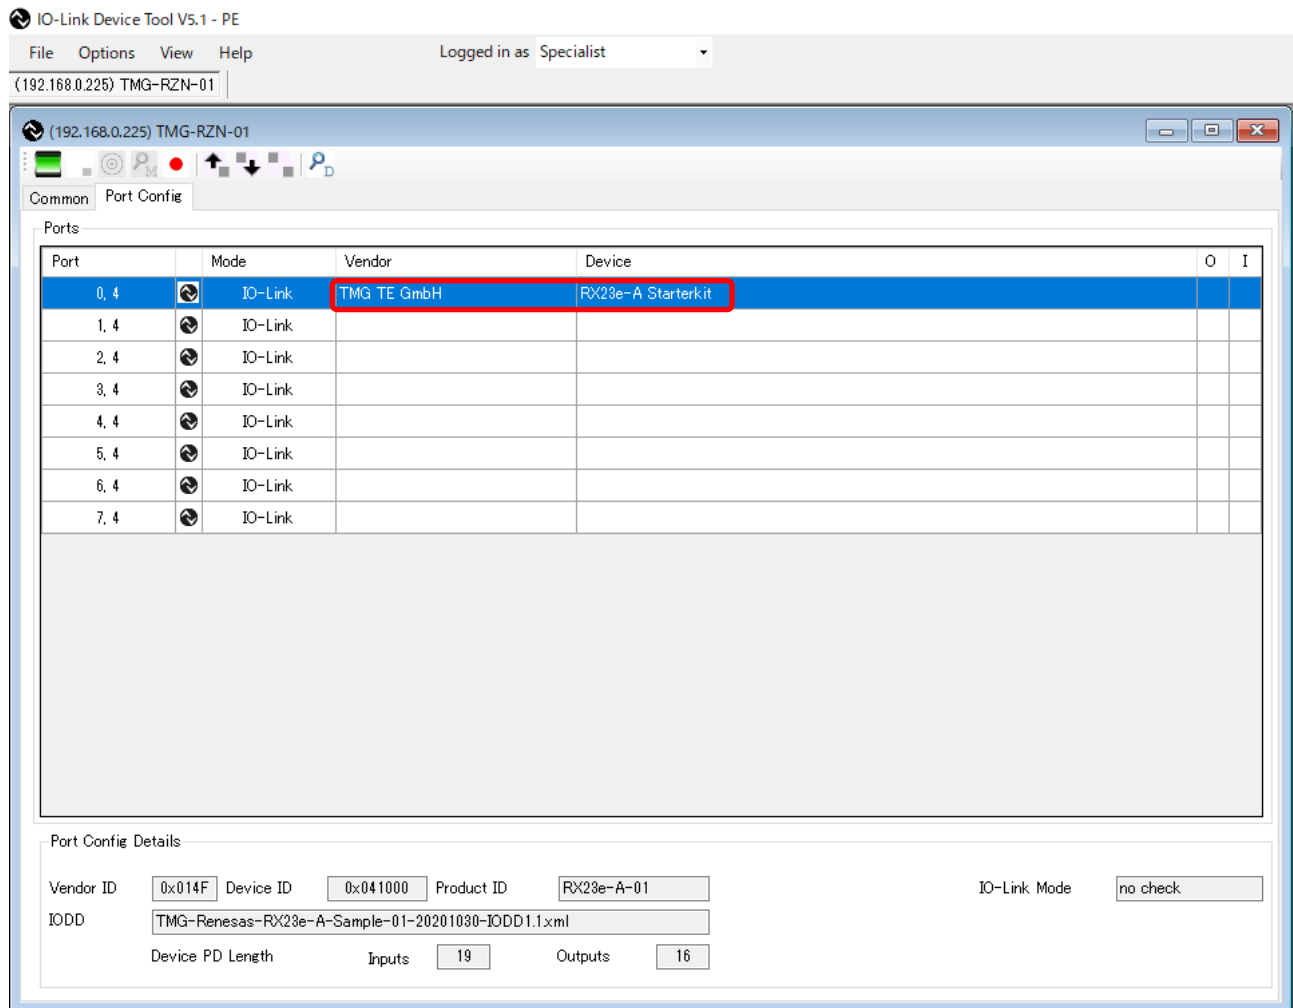 IO-Link Device Tool V5.1 - PE
File Options View Help Logged in as Specialist
(192.168.0.225) TMG-RZN-01
(192.168.0.225) TMG-RZN-01
M D
Common Port Config
Ports
Port Mode Vendor Device O I
0, 4 IO-Link TMG TE GmbH RX23e-A Starterkit
1, 4 IO-Link
2, 4 IO-Link
3, 4 IO-Link
4, 4 IO-Link
5, 4 IO-Link
6, 4 IO-Link
7, 4 IO-Link
Port Config Details
Vendor ID 0x014F Device ID 0x041000 Product ID RX23e-A-01 IO-Link Mode no check
IODD TMG-Renesas-RX23e-A-Sample-01-20201030-IODD1.1.xml
Device PD Length Inputs 19 Outputs 16